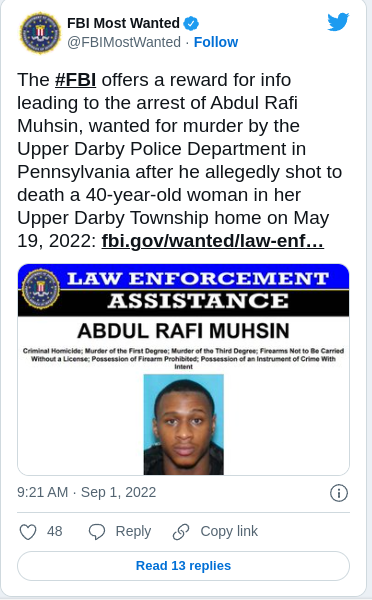 FBI Most Wanted
@FBIMostWanted · Follow
The #FBI offers a reward for info
leading to the arrest of Abdul Rafi
Muhsin, wanted for murder by the
Upper Darby Police Department in
Pennsylvania after he allegedly shot to
death a 40-year-old woman in her
Upper Darby Township home on May
19, 2022: fbi.gov/wanted/law-enf…
LAW ENFORCEMENT
ASSISTANCE
ABDUL RAFI MUHSIN
Criminal Homicide; Murder of the First Degree; Murder of the Third Degree; Firearms Not to Be Carried
Without a License; Possession of Firearm Prohibited; Possession of an Instrument of Crime With
Intent
9:21 AM · Sep 1, 2022
48 Reply Copy link
Read 13 replies